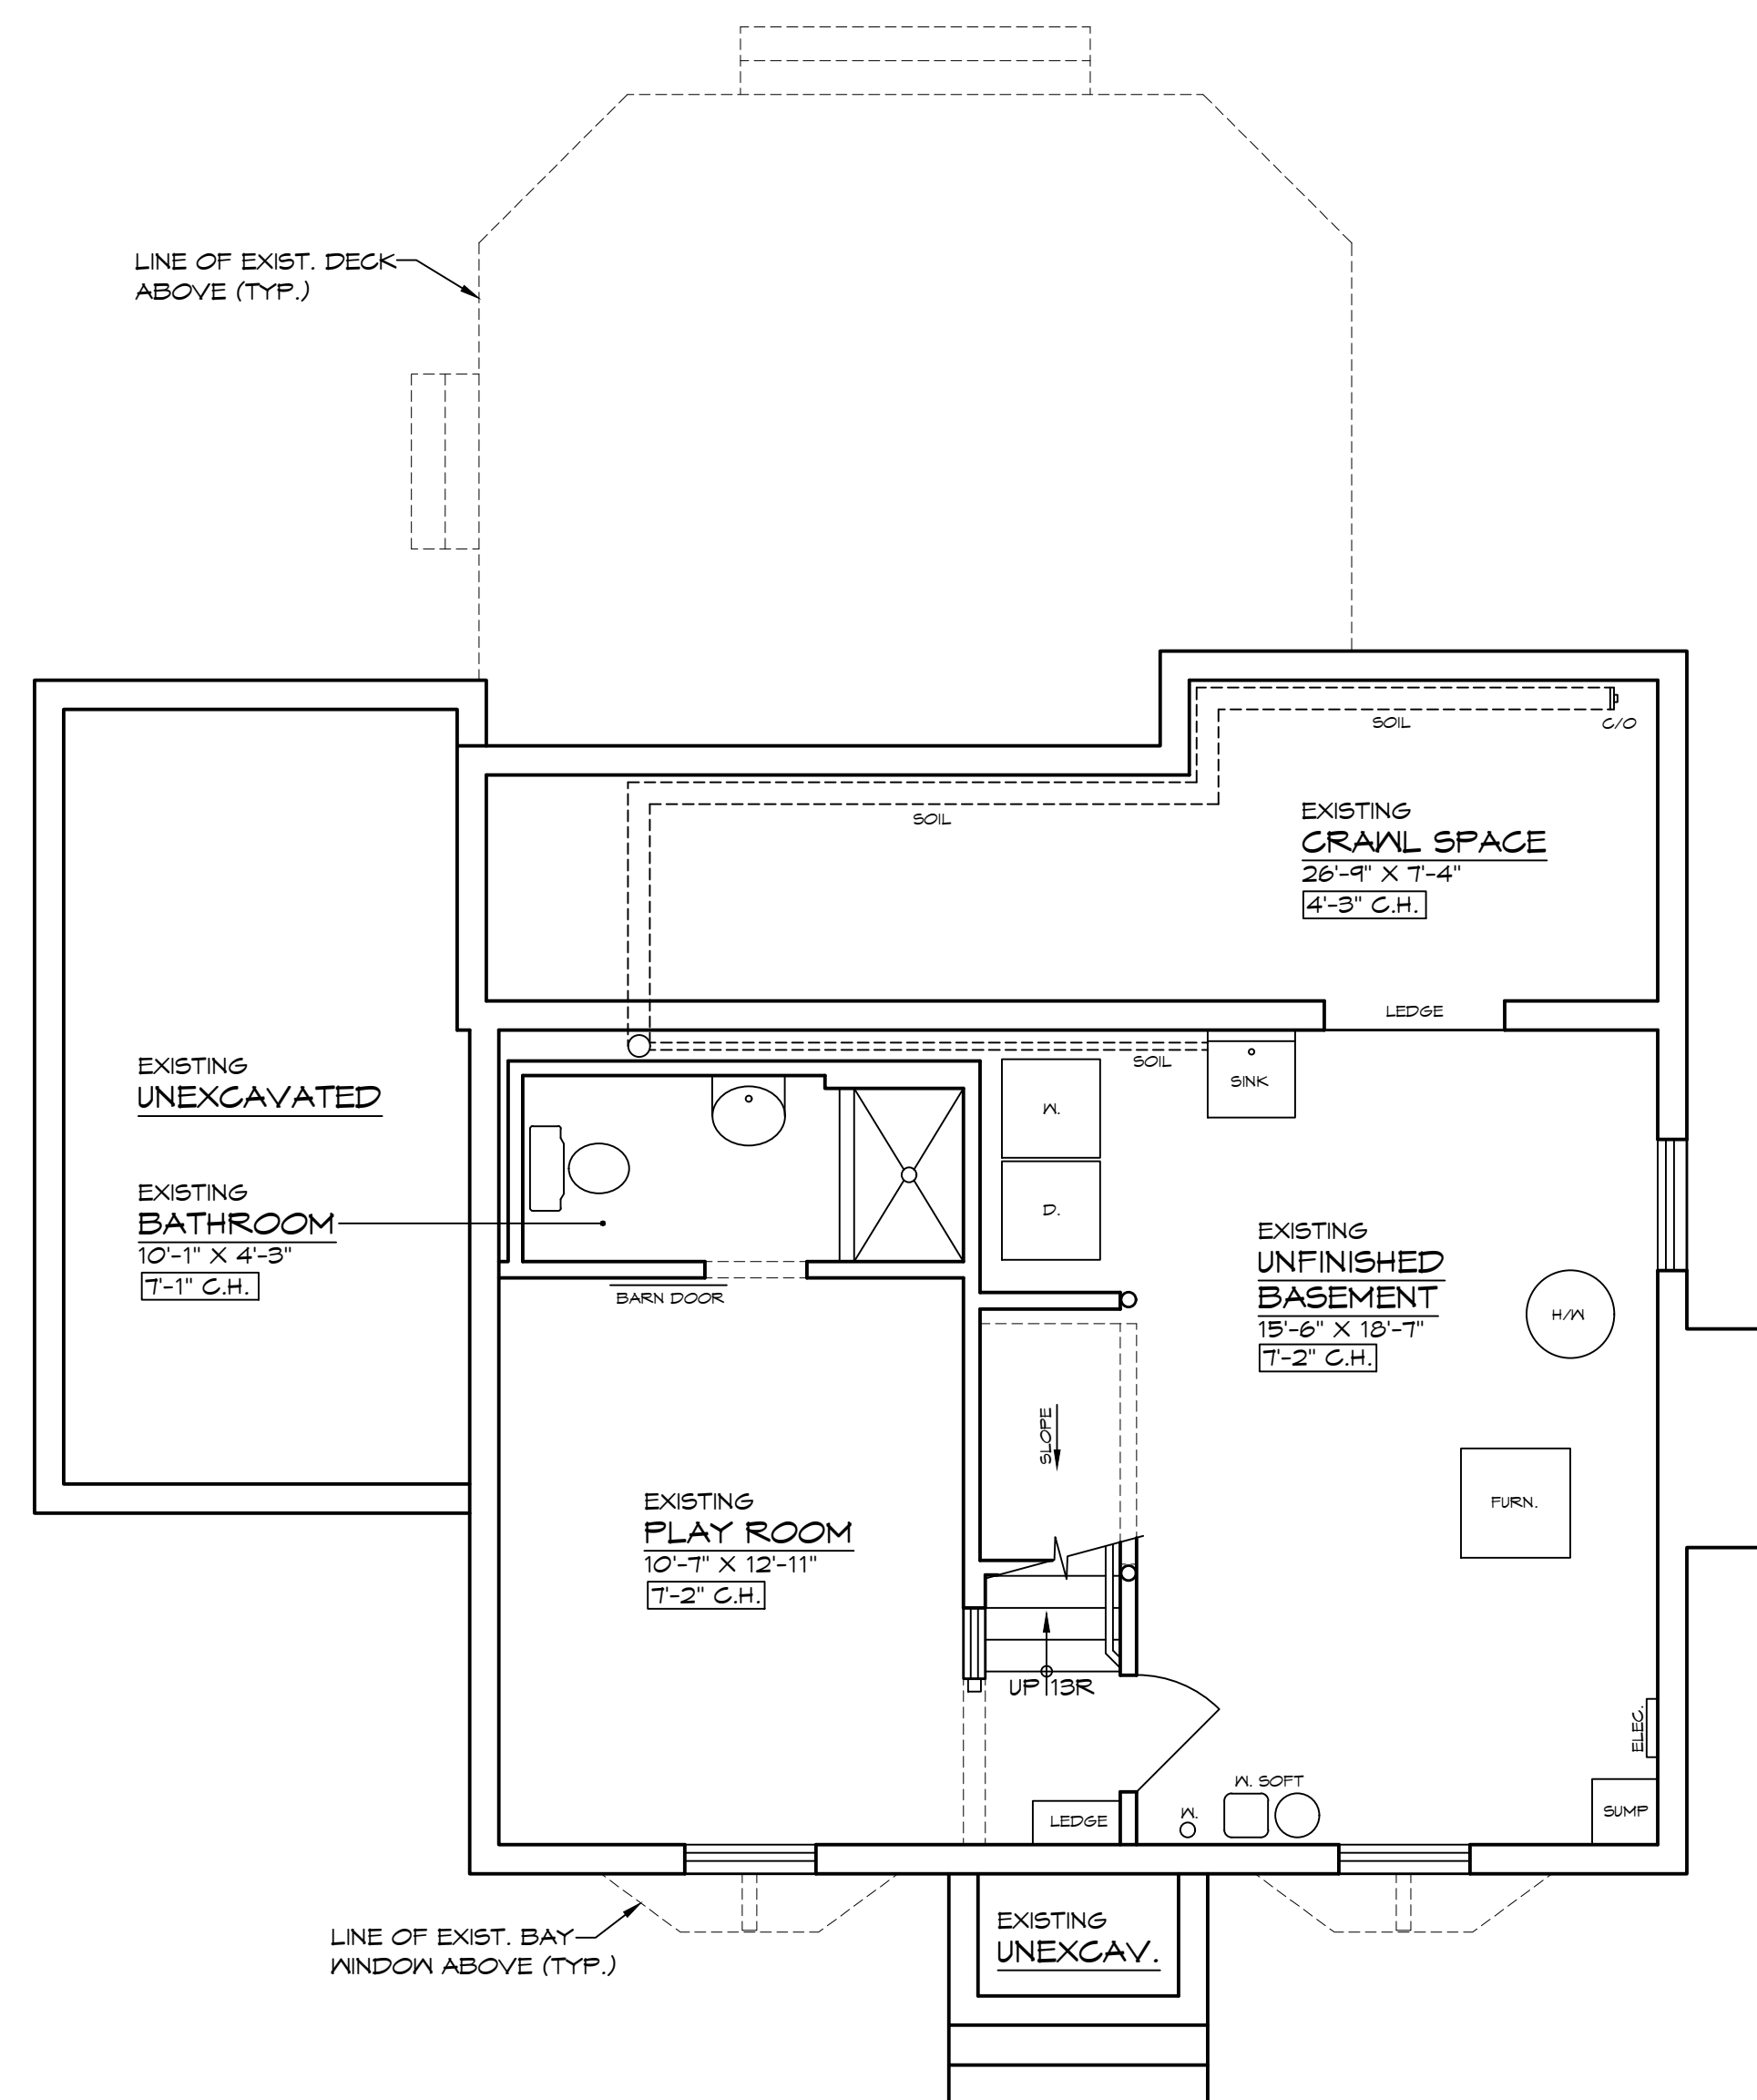 LINE OF EXIST. DECK
ABOVE (TYP.)
SOIL
C/O
SOIL
EXISTING
CRAWL SPACE
26'-9" X 7'-4"
4'-3" C.H.
LEDGE
EXISTING
UNEXCAVATED
SOIL
SINK
W.
D.
EXISTING
BATHROOM
10'-1" X 4'-3"
7'-1" C.H.
BARN DOOR
EXISTING
UNFINISHED
BASEMENT
15'-6" X 18'-7"
7'-2" C.H.
H/W
SLOPE
FURN.
EXISTING
PLAY ROOM
10'-7" X 12'-11"
7'-2" C.H.
UP 13R
ELEC.
W. SOFT
W.
LEDGE
SUMP
EXISTING
UNEXCAV.
LINE OF EXIST. BAY
WINDOW ABOVE (TYP.)